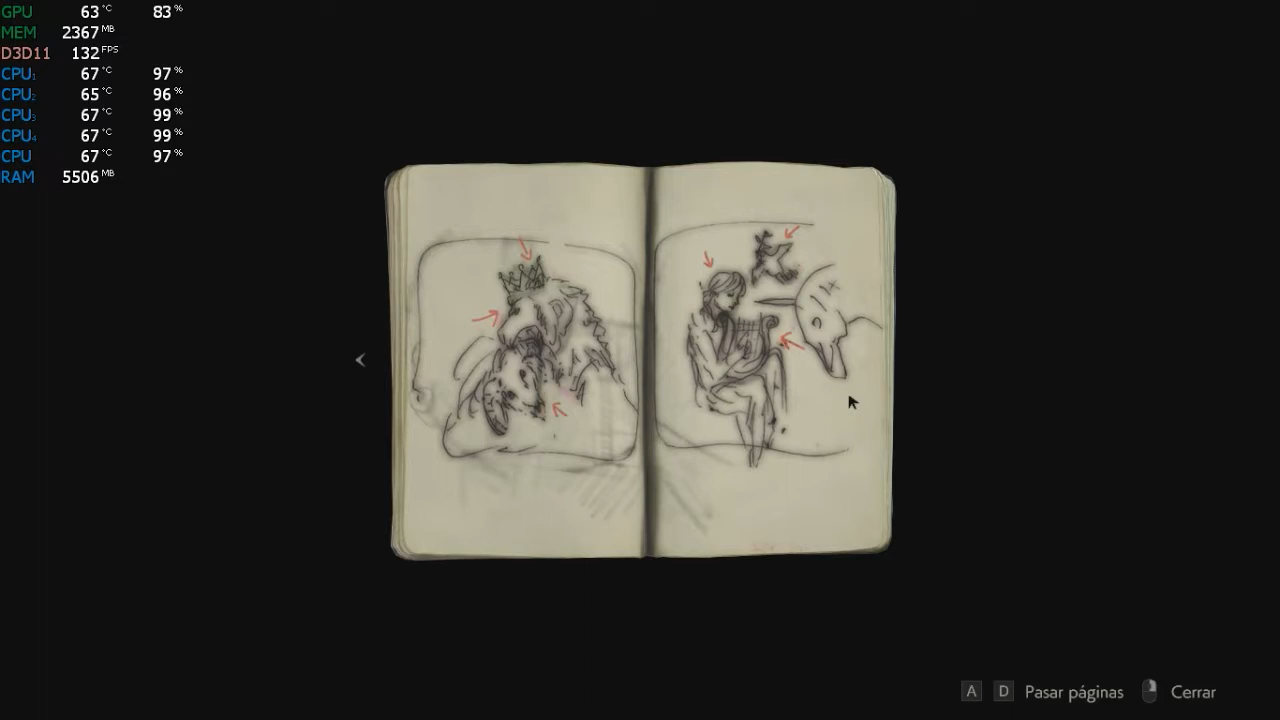 GPU 63 °C 83 %
MEM 2367 MB
D3D11 132 FPS
CPU1 67 °C 97 %
CPU2 65 °C 96 %
CPU3 67 °C 99 %
CPU4 67 °C 99 %
CPU 67 °C 97 %
RAM 5506 MB
A D Pasar páginas Cerrar